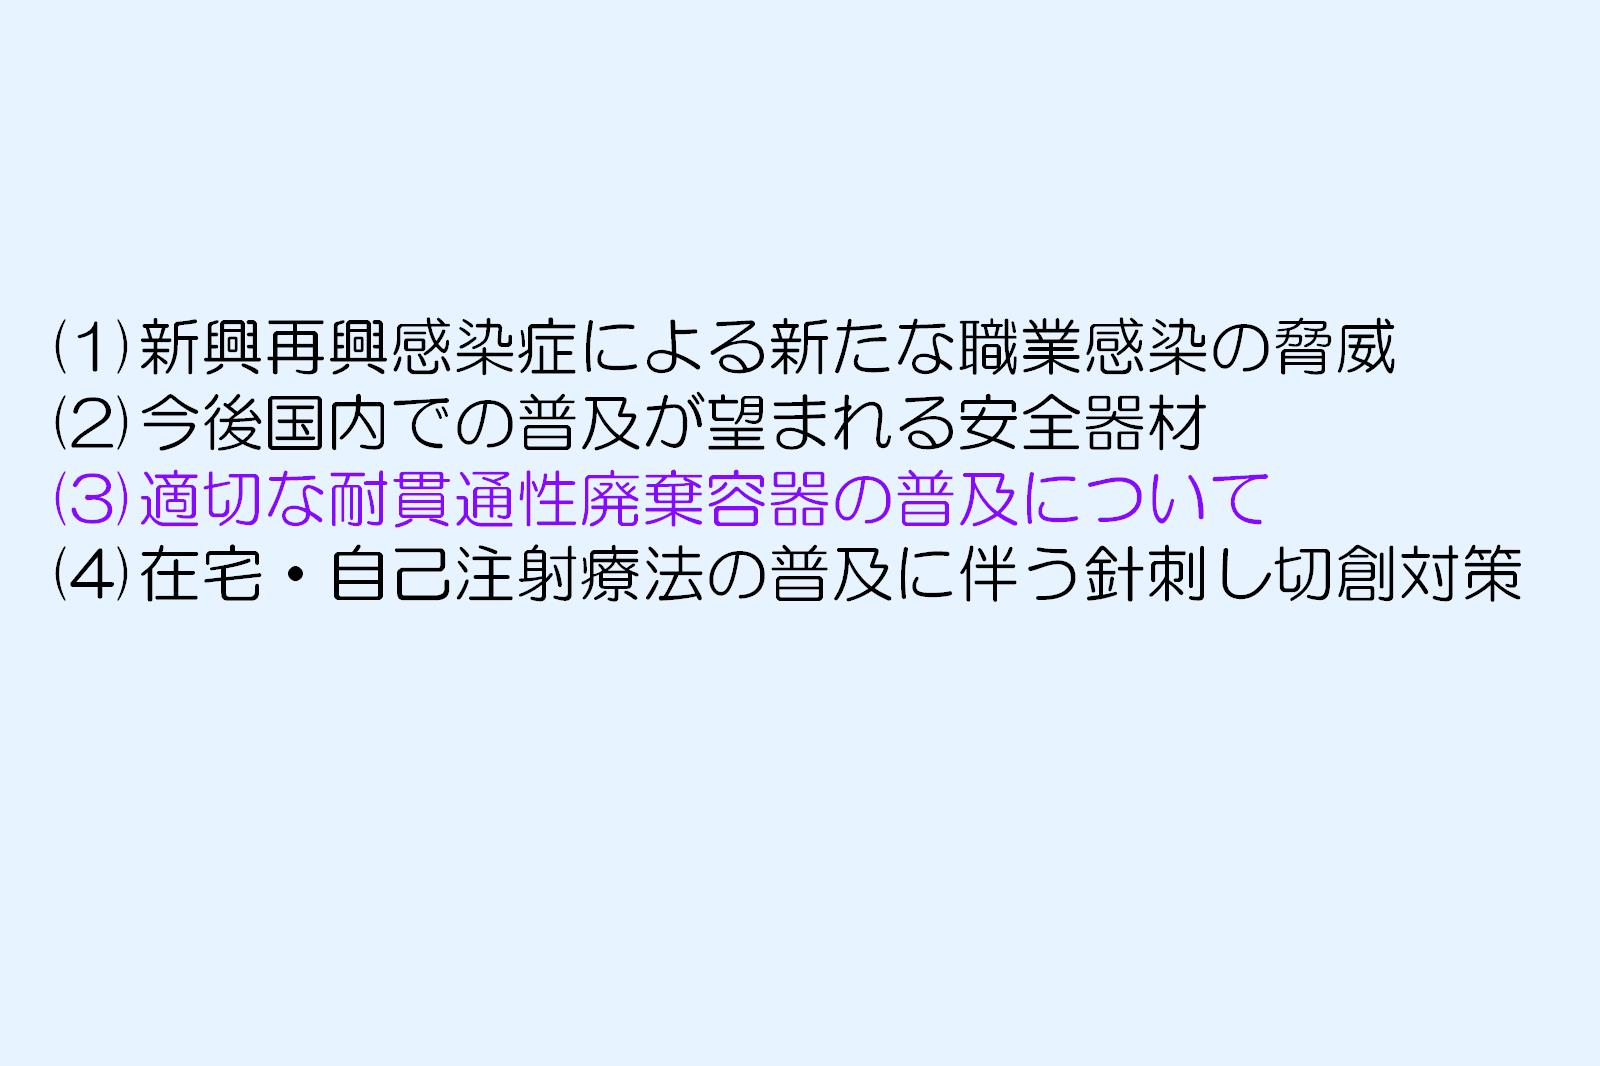 (1)新興再興感染症による新たな職業感染の脅威
(2)今後国内での普及が望まれる安全器材
(3)適切な耐貫通性廃棄容器の普及について
(4)在宅・自己注射療法の普及に伴う針刺し切創対策